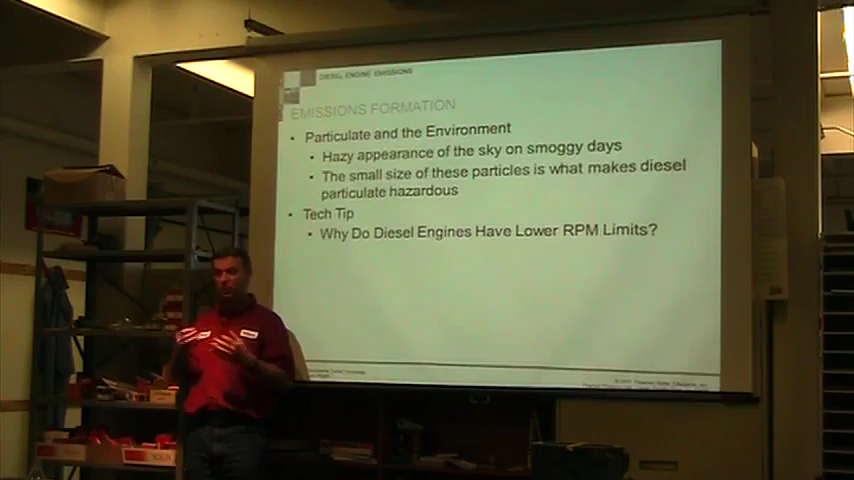 DIESEL ENGINE EMISSIONS
EMISSIONS FORMATION
• Particulate and the Environment
• Hazy appearance of the sky on smoggy days
• The small size of these particles is what makes diesel
particulate hazardous
• Tech Tip
• Why Do Diesel Engines Have Lower RPM Limits?